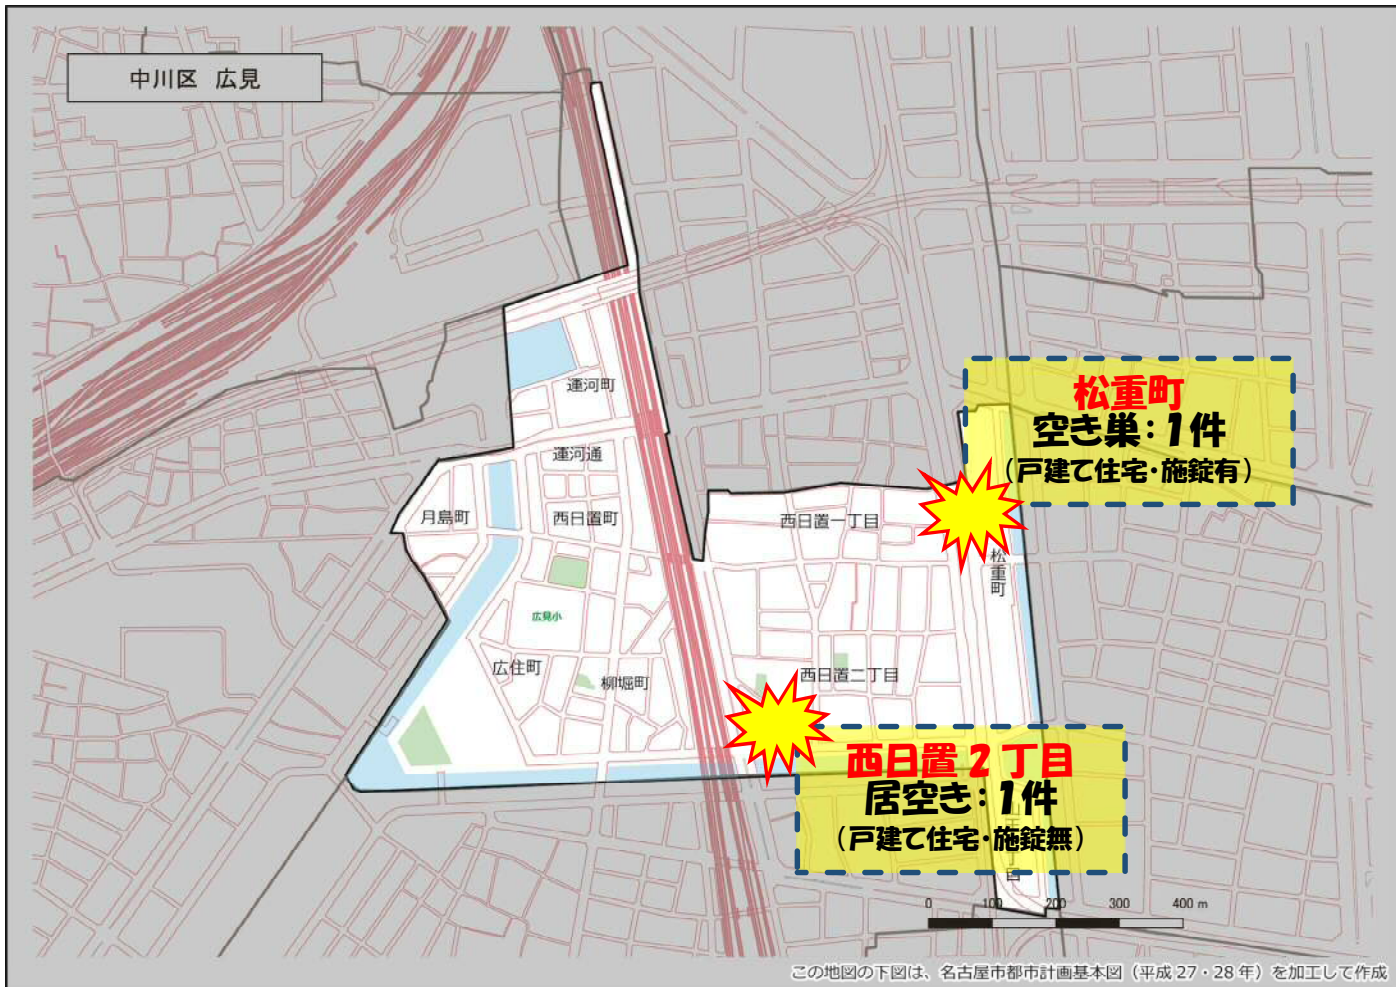 中川区 広見
運河町
運河通
月島町
西日置町
広見小
広住町
柳堀町
西日置一丁目
西日置二丁目
松重町
松重町
空き巣：1件
（戸建て住宅・施錠有）
西日置２丁目
居空き：1件
（戸建て住宅・施錠無）
0 100 200 300 400 m
この地図の下図は、名古屋市都市計画基本図（平成 27・28 年）を加工して作成